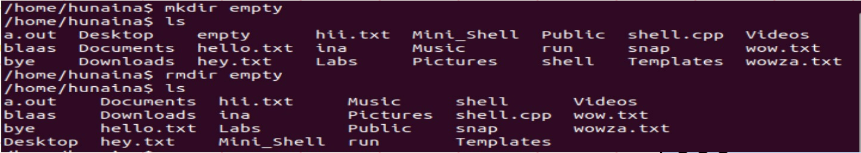 /home/hunaina$ mkdir empty
/home/hunaina$ ls
a.out Desktop empty hii.txt Mini_Shell Public shell.cpp Videos
blaas Documents hello.txt ina Music run snap wow.txt
bye Downloads hey.txt Labs Pictures shell Templates wowza.txt
/home/hunaina$ rmdir empty
/home/hunaina$ ls
a.out Documents hii.txt Music shell Videos
blaas Downloads ina Pictures shell.cpp wow.txt
bye hello.txt Labs Public snap wowza.txt
Desktop hey.txt Mini_Shell run Templates